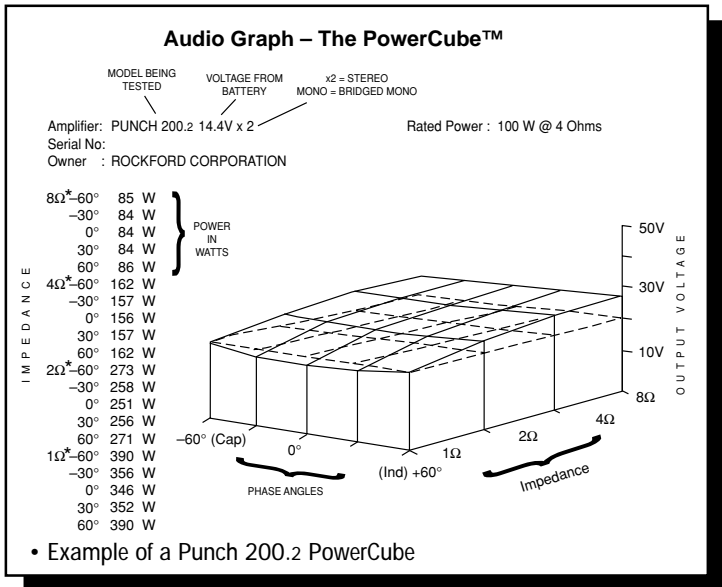 Audio Graph – The PowerCube™
MODEL BEING TESTED
VOLTAGE FROM BATTERY
x2 = STEREO
MONO = BRIDGED MONO
Amplifier: PUNCH 200.2 14.4V x 2
Rated Power : 100 W @ 4 Ohms
Serial No:
Owner : ROCKFORD CORPORATION
IMPEDANCE
8Ω*–60° 85 W
–30° 84 W
0° 84 W
30° 84 W
60° 86 W
4Ω*–60° 162 W
–30° 157 W
0° 156 W
30° 157 W
60° 162 W
2Ω*–60° 273 W
–30° 258 W
0° 251 W
30° 256 W
60° 271 W
1Ω*–60° 390 W
–30° 356 W
0° 346 W
30° 352 W
60° 390 W
POWER
IN
WATTS
50V
30V
10V
OUTPUT VOLTAGE
8Ω
4Ω
2Ω
1Ω
Impedance
–60° (Cap)
0°
(Ind) +60°
PHASE ANGLES
• Example of a Punch 200.2 PowerCube